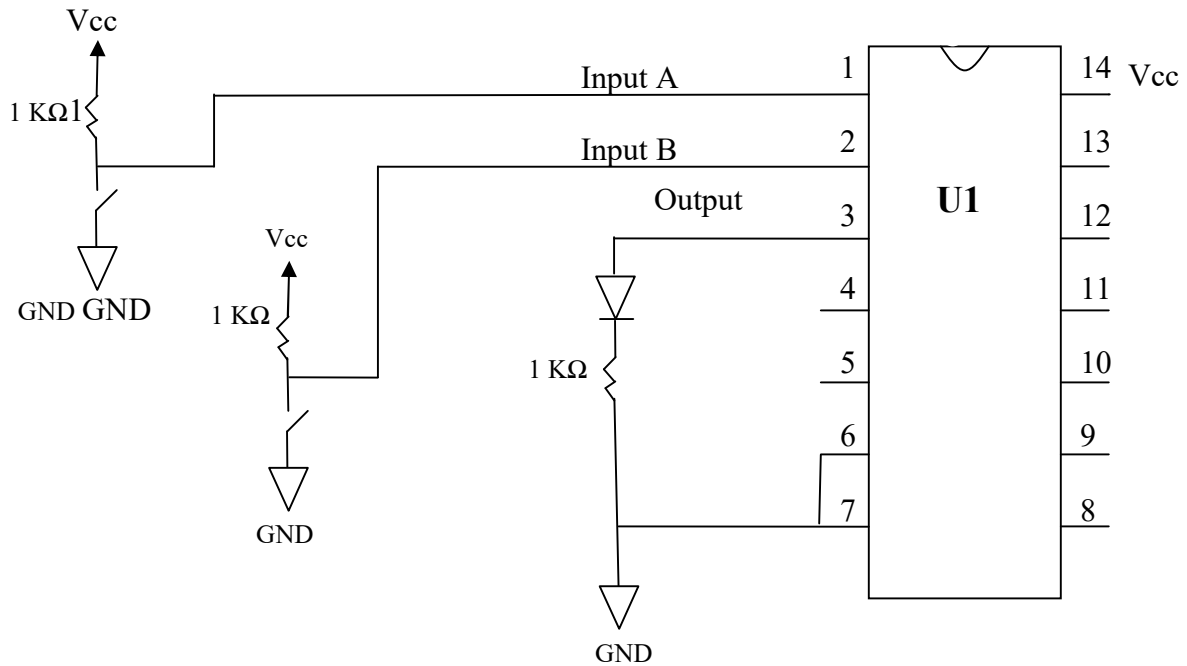 Vcc
1 KΩ1
GND GND
Vcc
1 KΩ
GND
Input A
Input B
Output
1 KΩ
GND
U1
1
2
3
4
5
6
7
14 Vcc
13
12
11
10
9
8